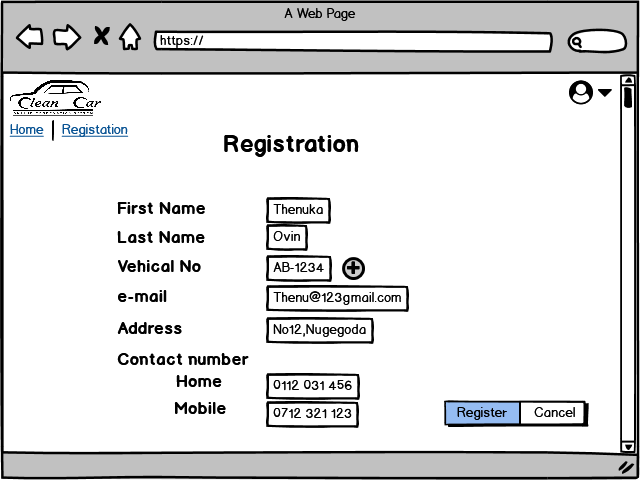 A Web Page
https://
Clean Car
Home Registation
Registration
First Name Thenuka
Last Name Ovin
Vehical No AB-1234
e-mail Thenu@123gmail.com
Address No12,Nugegoda
Contact number
Home 0112 031 456
Mobile 0712 321 123
Register Cancel